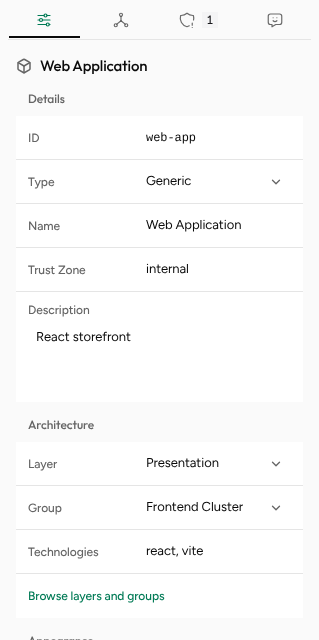 1
Web Application
Details
ID web-app
Type Generic
Name Web Application
Trust Zone internal
Description
React storefront
Architecture
Layer Presentation
Group Frontend Cluster
Technologies react, vite
Browse layers and groups
Appearance